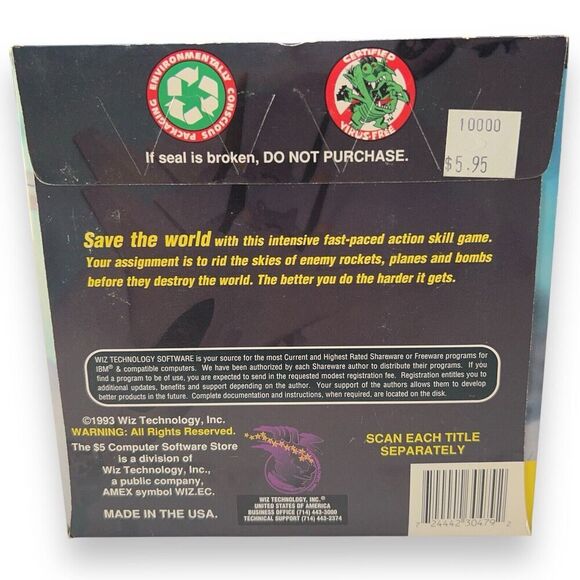 ENVIRONMENTALLY CONSCIOUS PACKAGING
CERTIFIED
VIRUS-FREE
10000
$5.95
If seal is broken, DO NOT PURCHASE.
Save the world with this intensive fast-paced action skill game.
Your assignment is to rid the skies of enemy rockets, planes and bombs
before they destroy the world. The better you do the harder it gets.
WIZ TECHNOLOGY SOFTWARE is your source for the most Current and Highest Rated Shareware or Freeware programs for
IBM® & compatible computers. We have been authorized by each Shareware author to distribute their programs. If you
find a program to be of use, you are expected to send in the requested modest registration fee. Registration entitles you to
additional updates, benefits and support depending on the author. Your support of the authors allows them to develop
better products in the future. Complete documentation and instructions, when required, are located on the disk.
©1993 Wiz Technology, Inc.
WARNING: All Rights Reserved.
The $5 Computer Software Store
is a division of
Wiz Technology, Inc.,
a public company,
AMEX symbol WIZ.EC.
MADE IN THE USA.
WIZ TECHNOLOGY, INC.®
UNITED STATES OF AMERICA
BUSINESS OFFICE (714) 443-3000
TECHNICAL SUPPORT (714) 443-2374
SCAN EACH TITLE
SEPARATELY
7 24442 30479 2